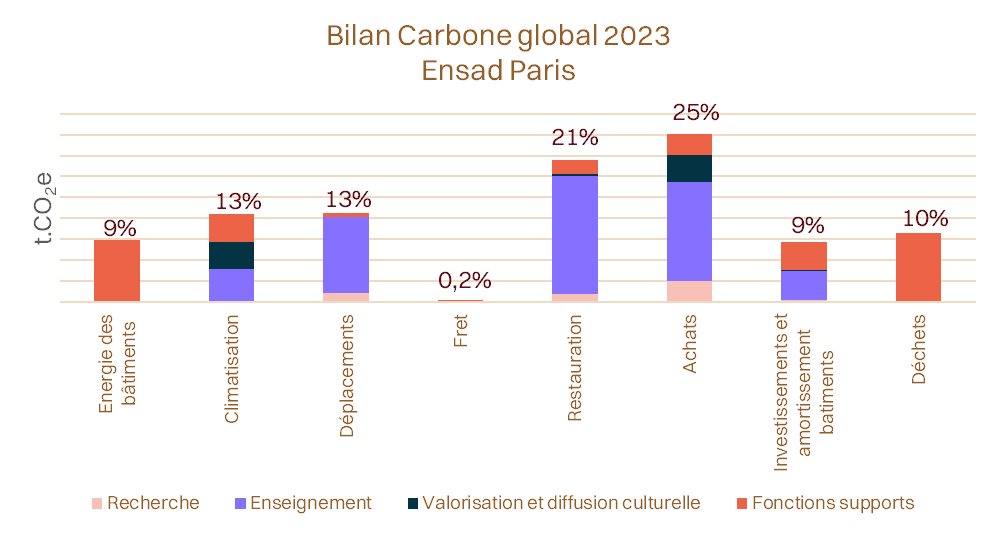 Bilan Carbone global 2023
Ensad Paris
t.CO₂e
9%
13%
13%
0,2%
21%
25%
9%
10%
Energie des
bâtiments
Climatisation
Déplacements
Fret
Restauration
Achats
Investissements et
amortissement
batiments
Déchets
Recherche
Enseignement
Valorisation et diffusion culturelle
Fonctions supports